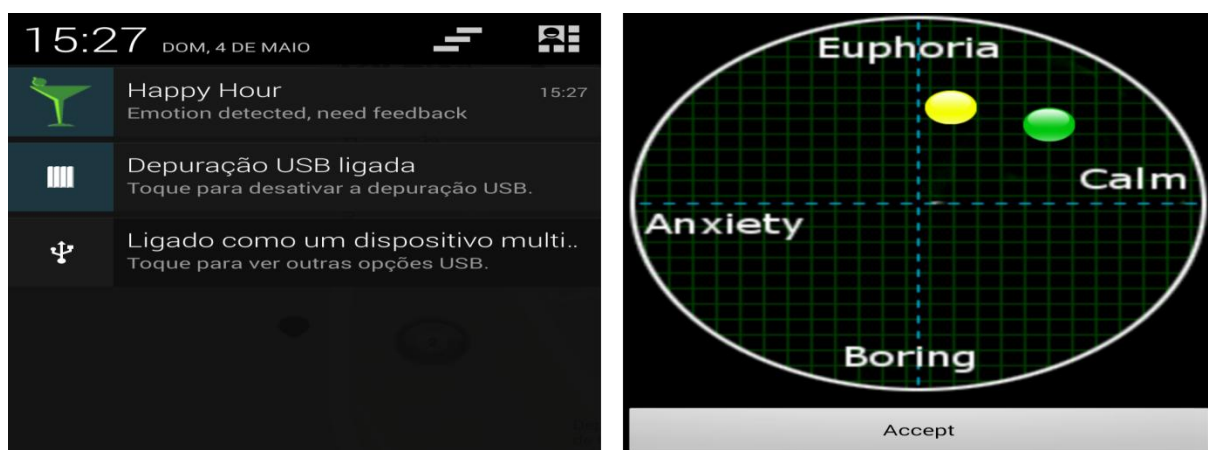 15:27 DOM, 4 DE MAIO
Happy Hour 15:27
Emotion detected, need feedback
Depuração USB ligada
Toque para desativar a depuração USB.
Ligado como um dispositivo multi..
Toque para ver outras opções USB.
Euphoria
Calm
Anxiety
Boring
Accept